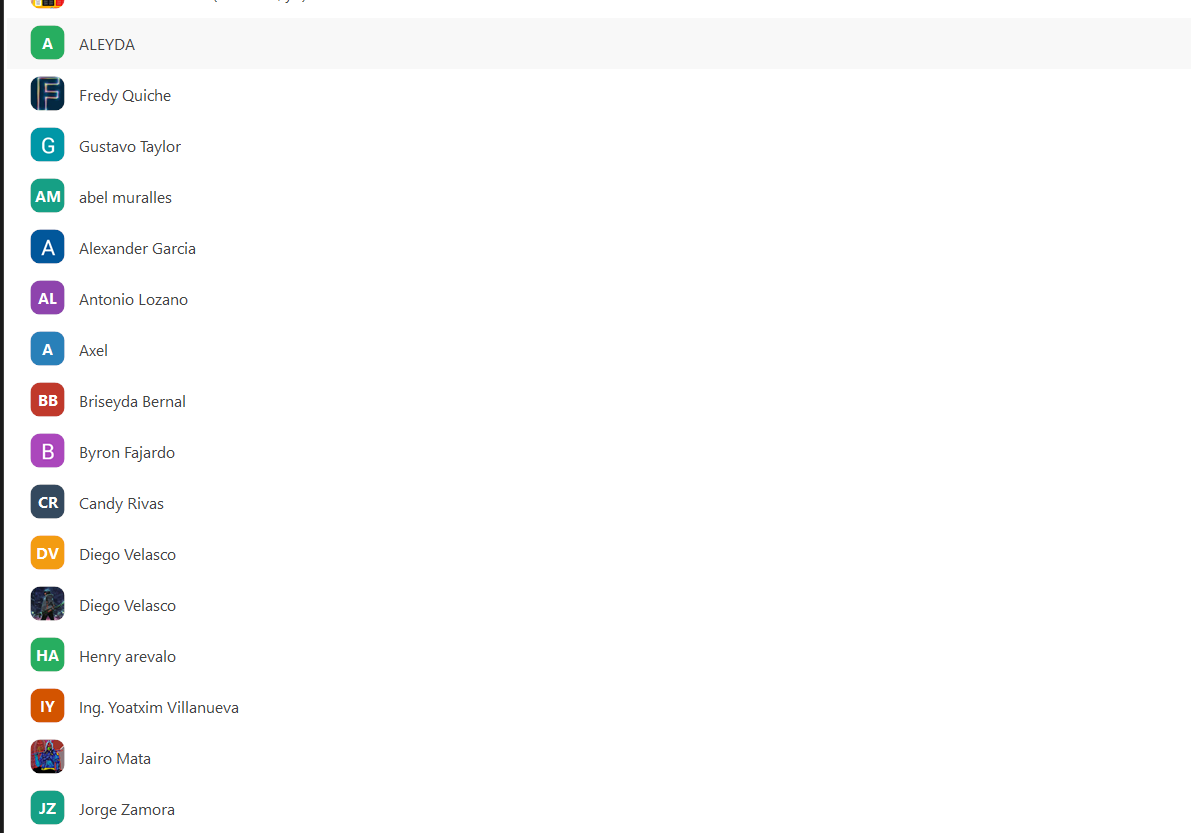 A ALEYDA
F Fredy Quiche
G Gustavo Taylor
AM abel muralles
A Alexander Garcia
AL Antonio Lozano
A Axel
BB Briseyda Bernal
B Byron Fajardo
CR Candy Rivas
DV Diego Velasco
Diego Velasco
HA Henry arevalo
IY Ing. Yoatxim Villanueva
Jairo Mata
JZ Jorge Zamora